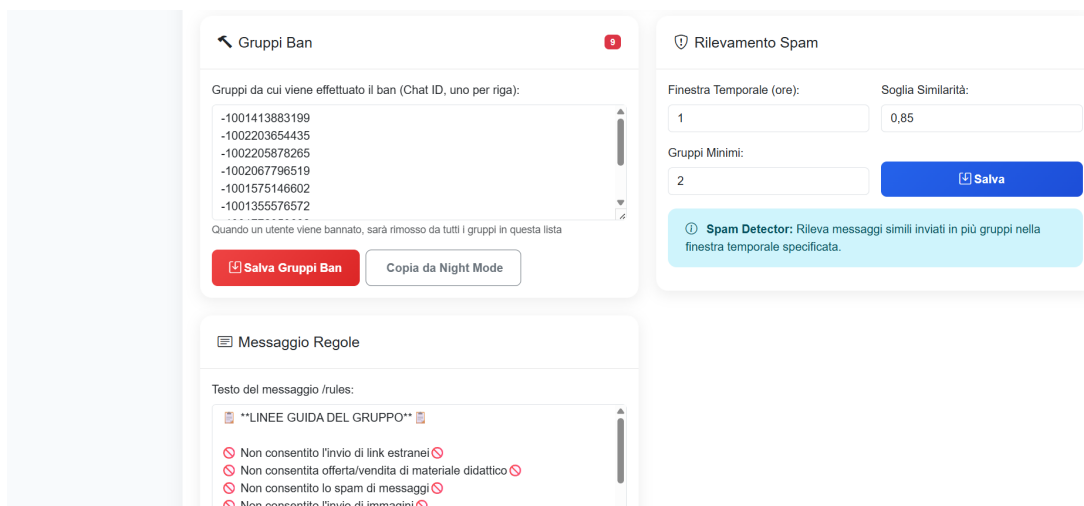 Gruppi Ban
9
Gruppi da cui viene effettuato il ban (Chat ID, uno per riga):
-1001413883199
-1002203654435
-1002205878265
-1002067796519
-1001575146602
-1001355576572
Quando un utente viene bannato, sarà rimosso da tutti i gruppi in questa lista
Salva Gruppi Ban
Copia da Night Mode
Rilevamento Spam
Finestra Temporale (ore):
Soglia Similarità:
1
0,85
Gruppi Minimi:
2
Salva
Spam Detector: Rileva messaggi simili inviati in più gruppi nella
finestra temporale specificata.
Messaggio Regole
Testo del messaggio /rules:
📋 **LINEE GUIDA DEL GRUPPO** 📋
🚫 Non consentito l'invio di link estranei🚫
🚫 Non consentita offerta/vendita di materiale didattico🚫
🚫 Non consentito lo spam di messaggi🚫
🚫 Non consentito l'invio di immagini🚫